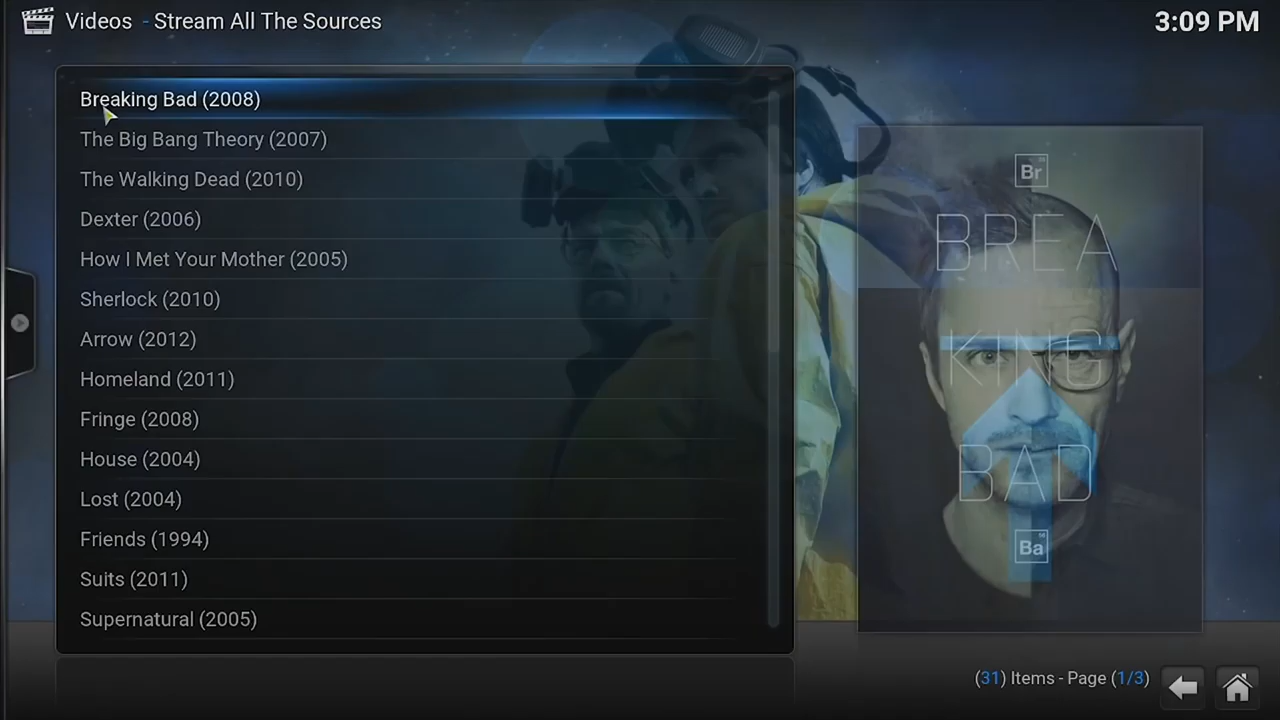 Videos - Stream All The Sources
3:09 PM
Breaking Bad (2008)
The Big Bang Theory (2007)
The Walking Dead (2010)
Dexter (2006)
How I Met Your Mother (2005)
Sherlock (2010)
Arrow (2012)
Homeland (2011)
Fringe (2008)
House (2004)
Lost (2004)
Friends (1994)
Suits (2011)
Supernatural (2005)
Br
BREA
KING
BAD
Ba
(31) Items - Page (1/3)